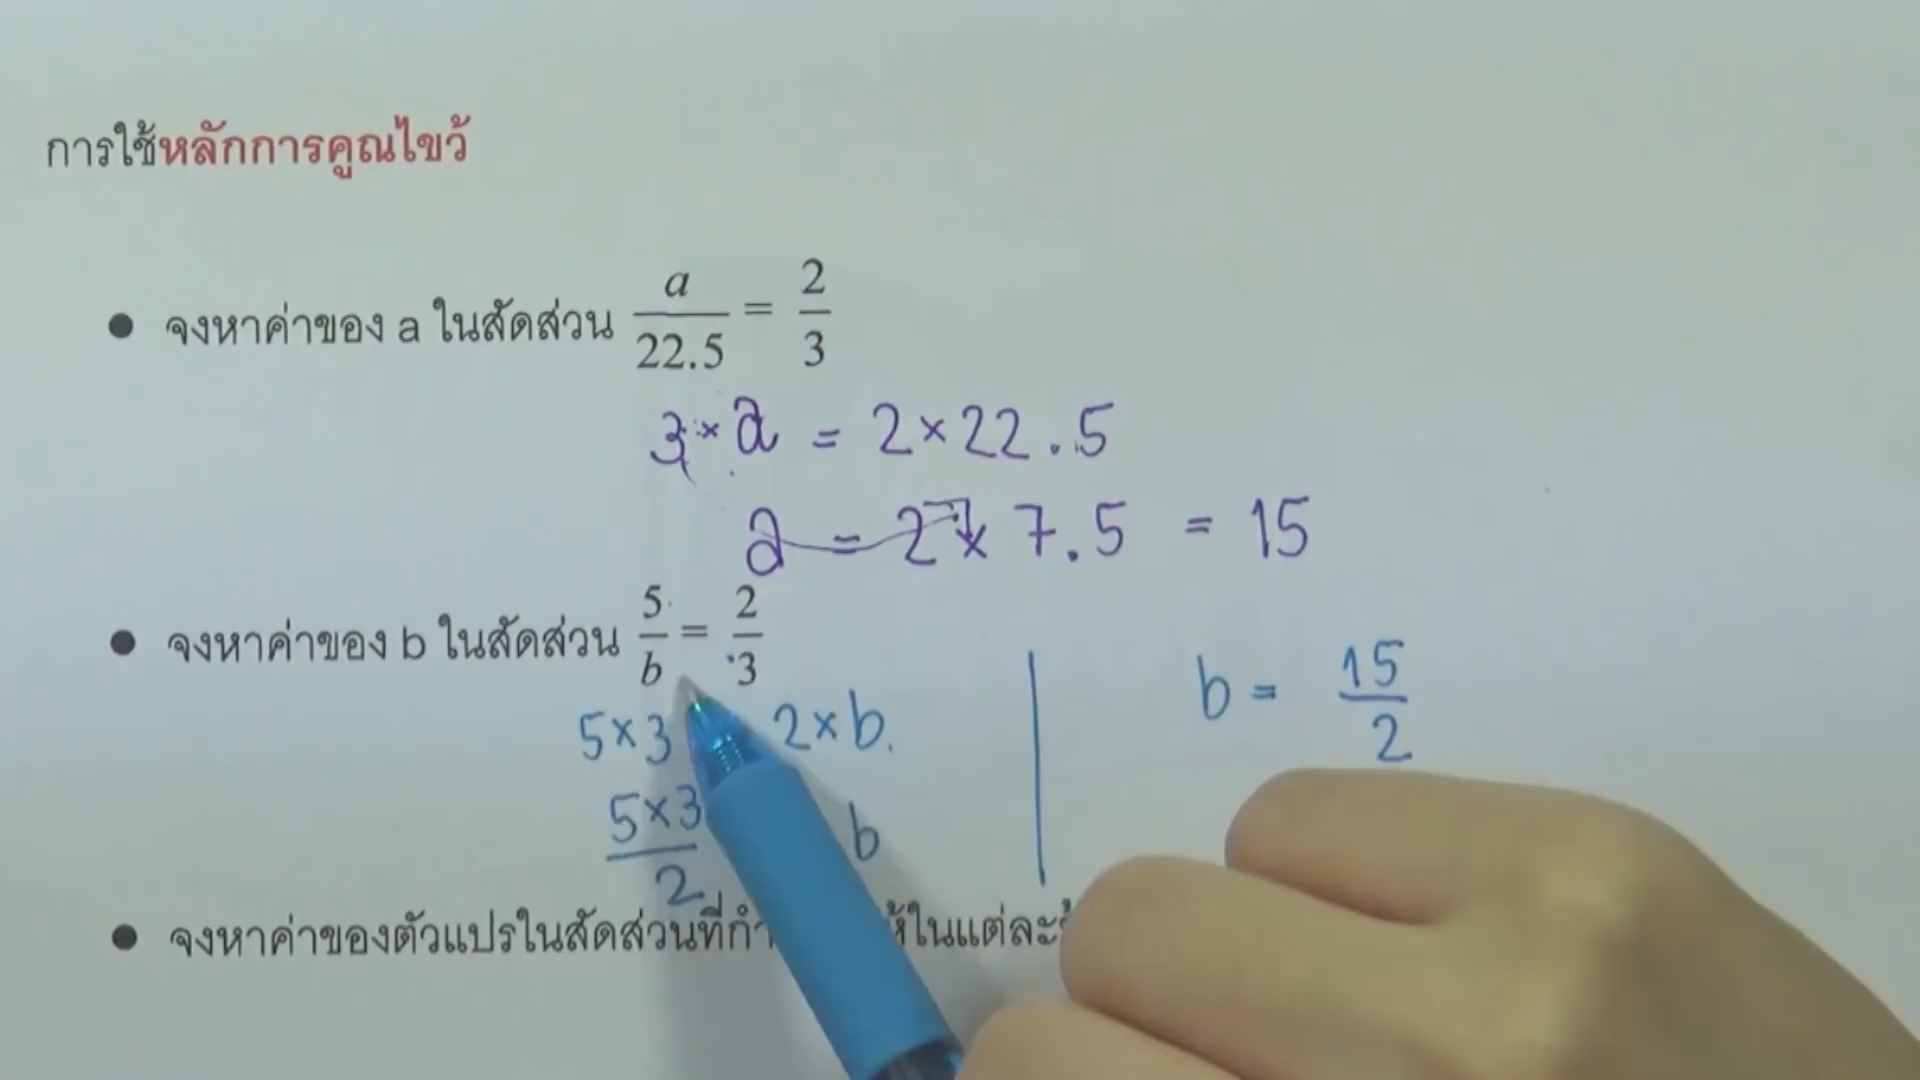 การใช้หลักการคูณไขว้
● จงหาค่าของ a ในสัดส่วน a/22.5 = 2/3
3 × a = 2 × 22.5
a = 2 × 7.5 = 15
● จงหาค่าของ b ในสัดส่วน 5/b = 2/3
5×3 2×b
5×3/2 b
b = 15/2
● จงหาค่าของตัวแปรในสัดส่วนที่ ในแต่ละ